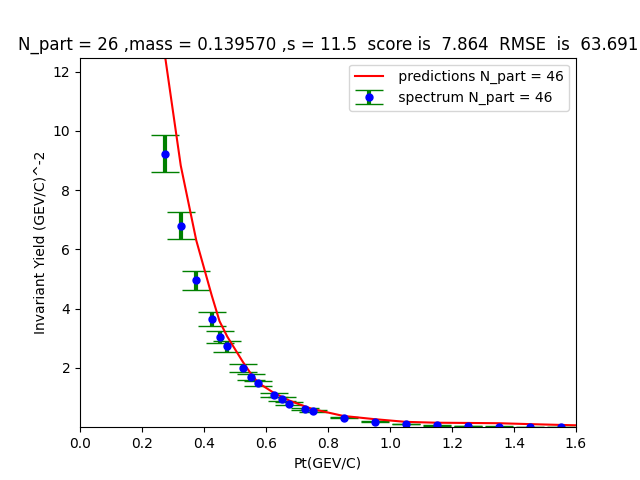 N_part = 26 ,mass = 0.139570 ,s = 11.5  score is  7.864  RMSE  is  63.691
predictions N_part = 46
spectrum N_part = 46
Invariant Yield (GEV/C)^-2
12
10
8
6
4
2
0.0 0.2 0.4 0.6 0.8 1.0 1.2 1.4 1.6
Pt(GEV/C)